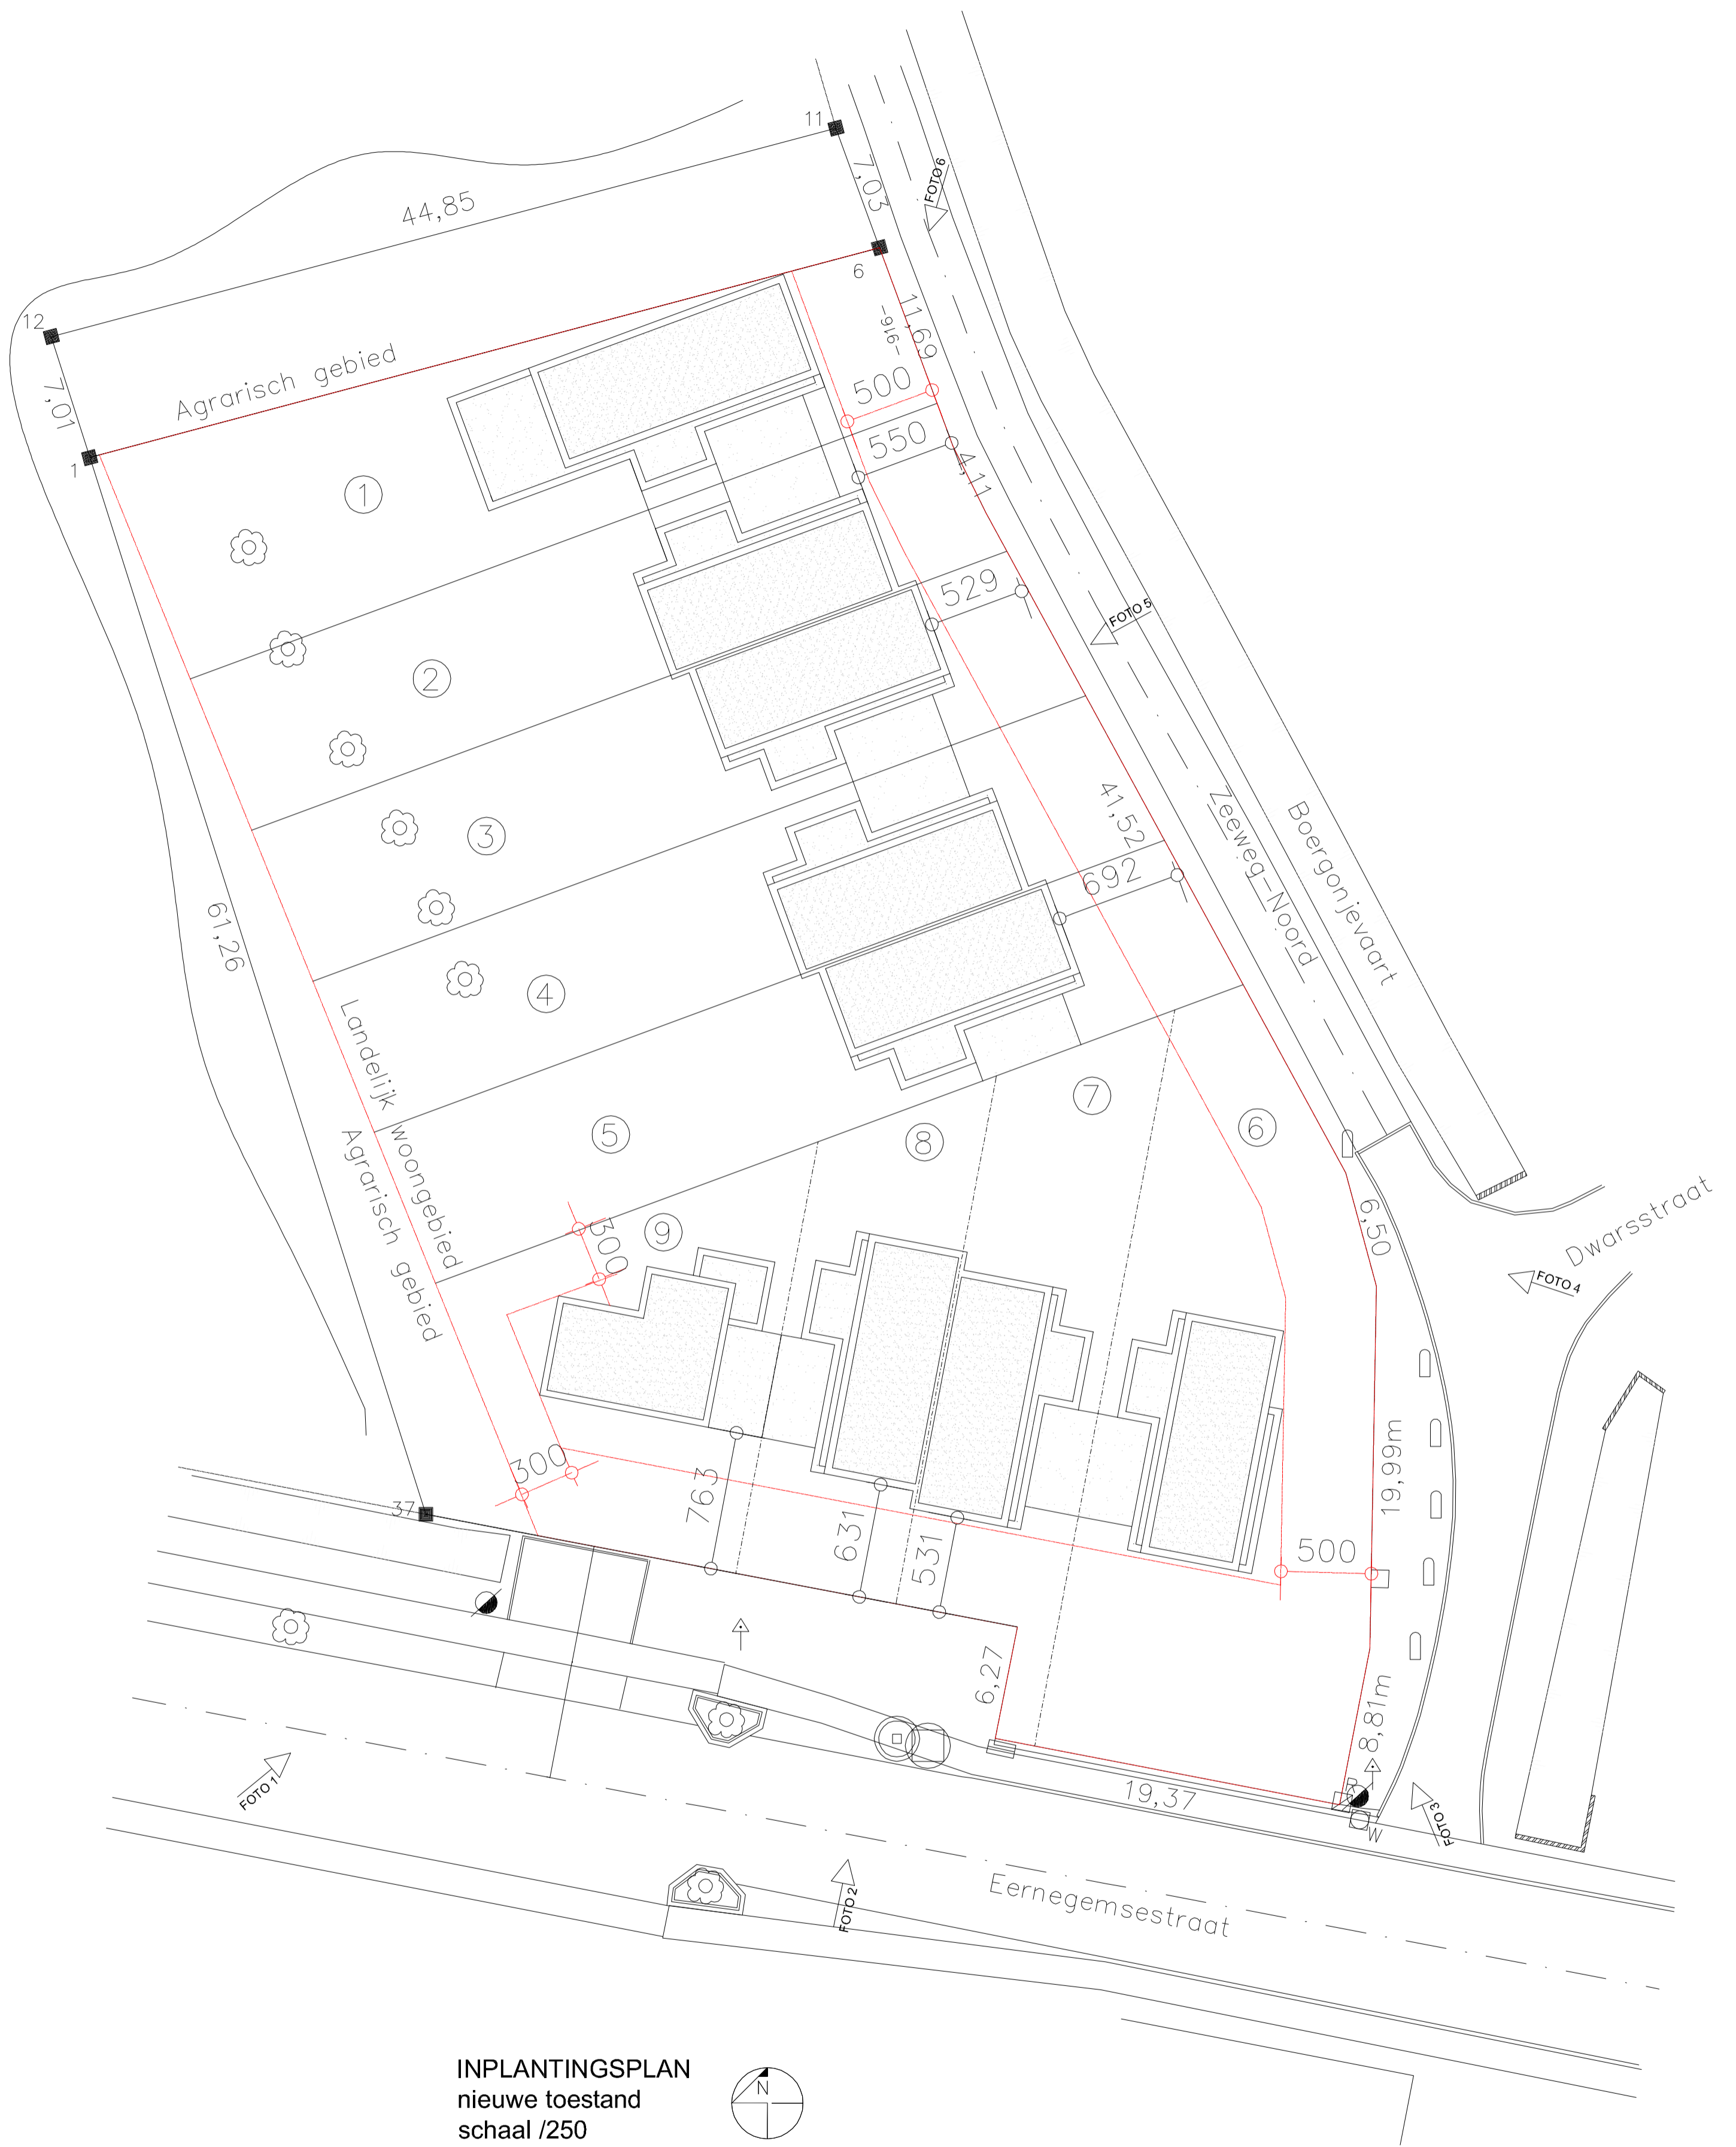 11
7,03
FOTO 6
44,85
12
6
11,69
-916-
Agrarisch gebied
7,01
500
550
4,11
1
1
529
FOTO 5
2
3
41,52
Zeeweg-Noord
Boergonjevaart
692
61,26
4
Landelijk woongebied
Agrarisch gebied
5
7
6
8
9
300
6,50
Dwarsstraat
FOTO 4
300
763
631
531
500
19,99m
37
6,27
8,81m
R
W
19,37
FOTO 1
FOTO 2
FOTO 3
Eernegemsestraat
INPLANTINGSPLAN
nieuwe toestand
schaal /250
N